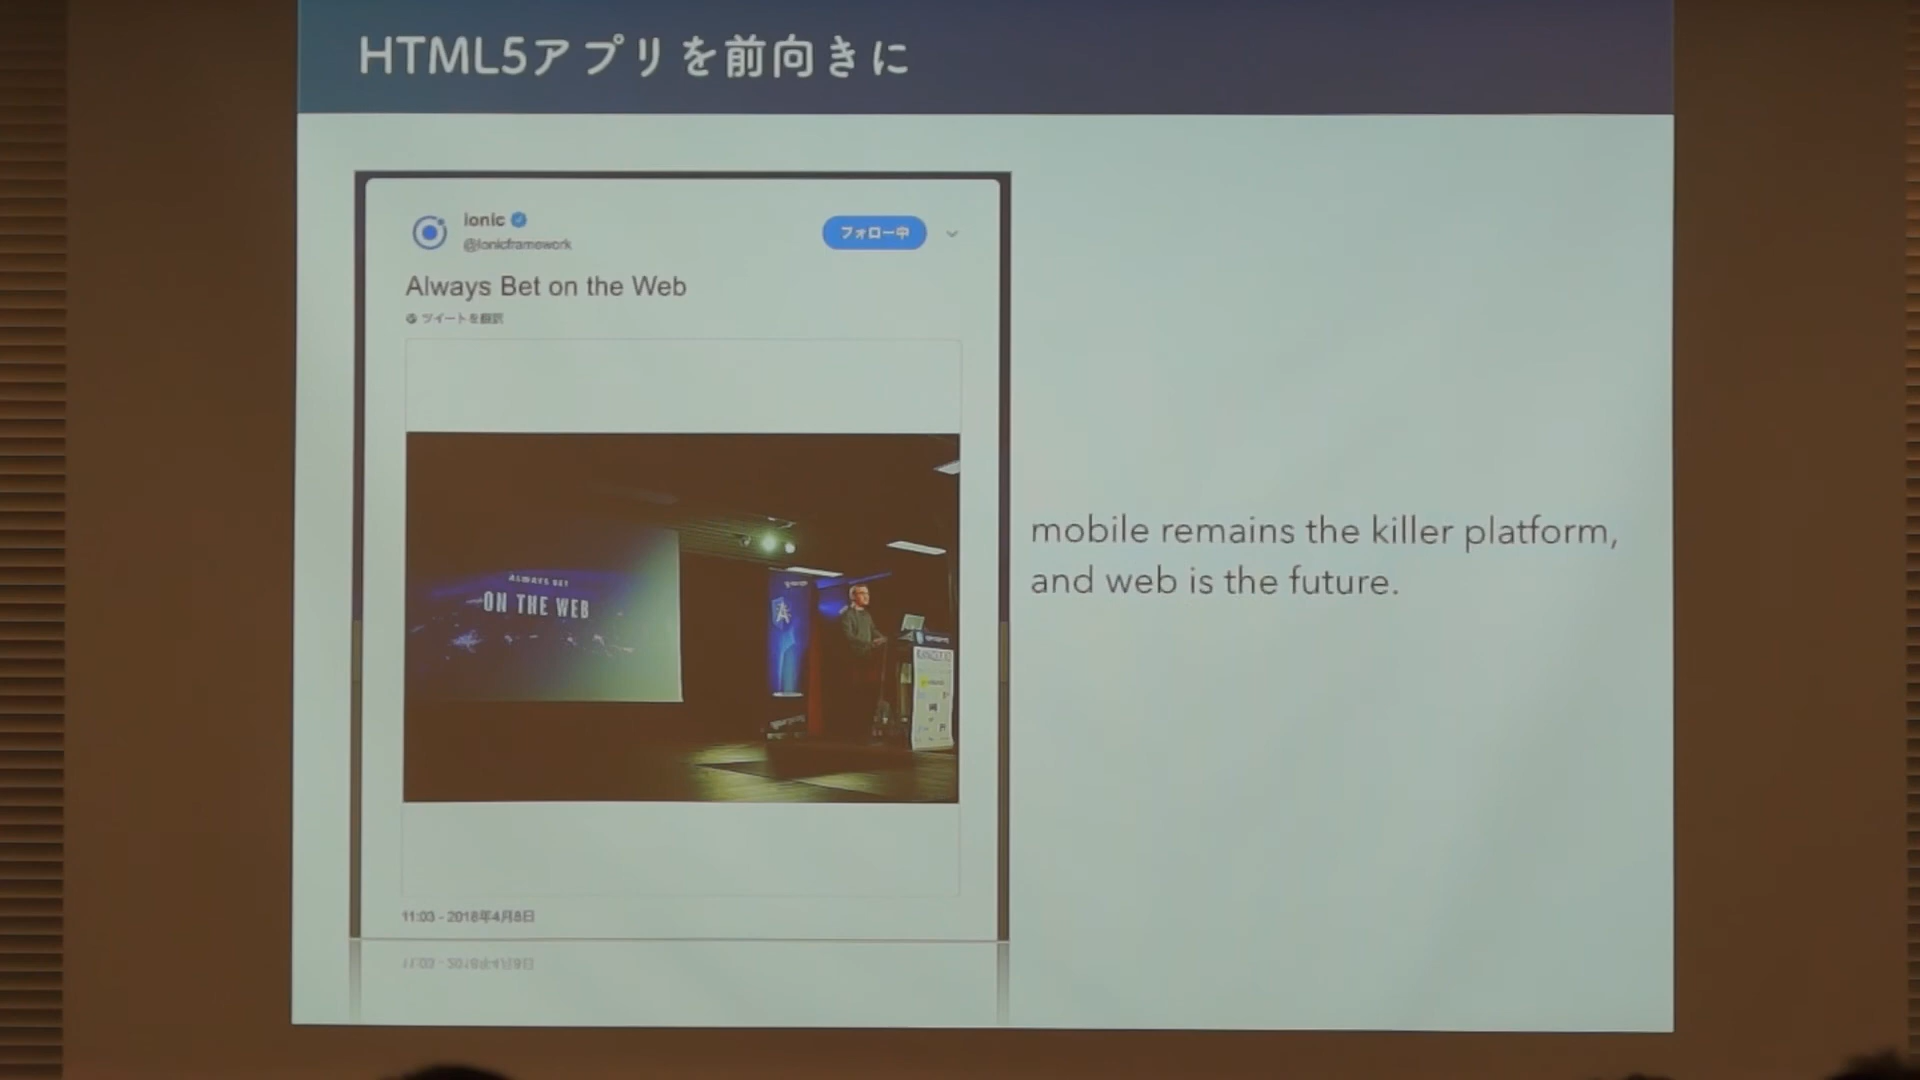 HTML5アプリを前向きに
Ionic
@Ionicframework
フォロー中
Always Bet on the Web
ツイートを翻訳
ALWAYS BET
ON THE WEB
mobile remains the killer platform,
and web is the future.
11:03 - 2018年4月8日